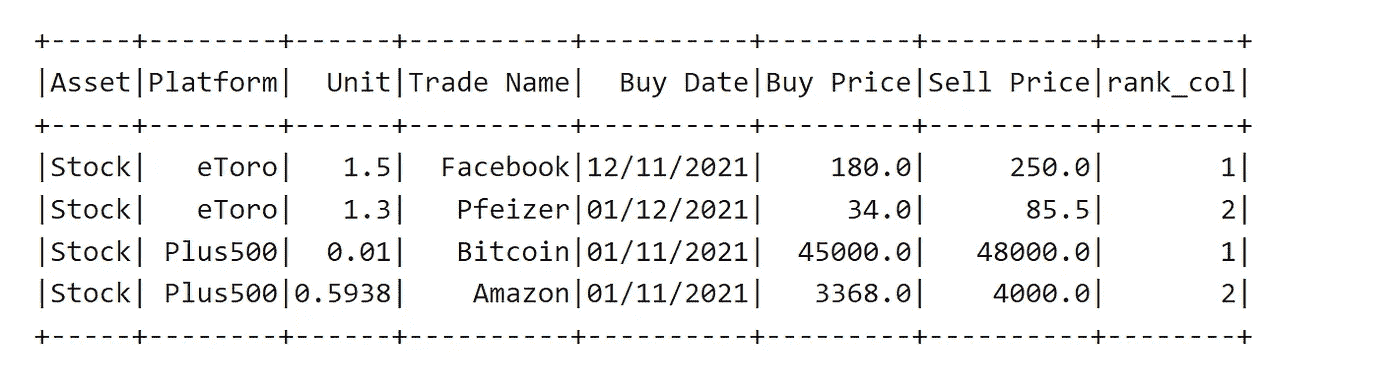 +-----+--------+------+----------+----------+----------+----------+--------+
|Asset|Platform|  Unit|Trade Name|  Buy Date|Buy Price|Sell Price|rank_col|
+-----+--------+------+----------+----------+----------+----------+--------+
|Stock|   eToro|   1.5|  Facebook|12/11/2021|    180.0|     250.0|       1|
|Stock|   eToro|   1.3|   Pfeizer|01/12/2021|     34.0|      85.5|       2|
|Stock| Plus500|  0.01|   Bitcoin|01/11/2021|  45000.0|   48000.0|       1|
|Stock| Plus500|0.5938|    Amazon|01/11/2021|   3368.0|    4000.0|       2|
+-----+--------+------+----------+----------+----------+----------+--------+